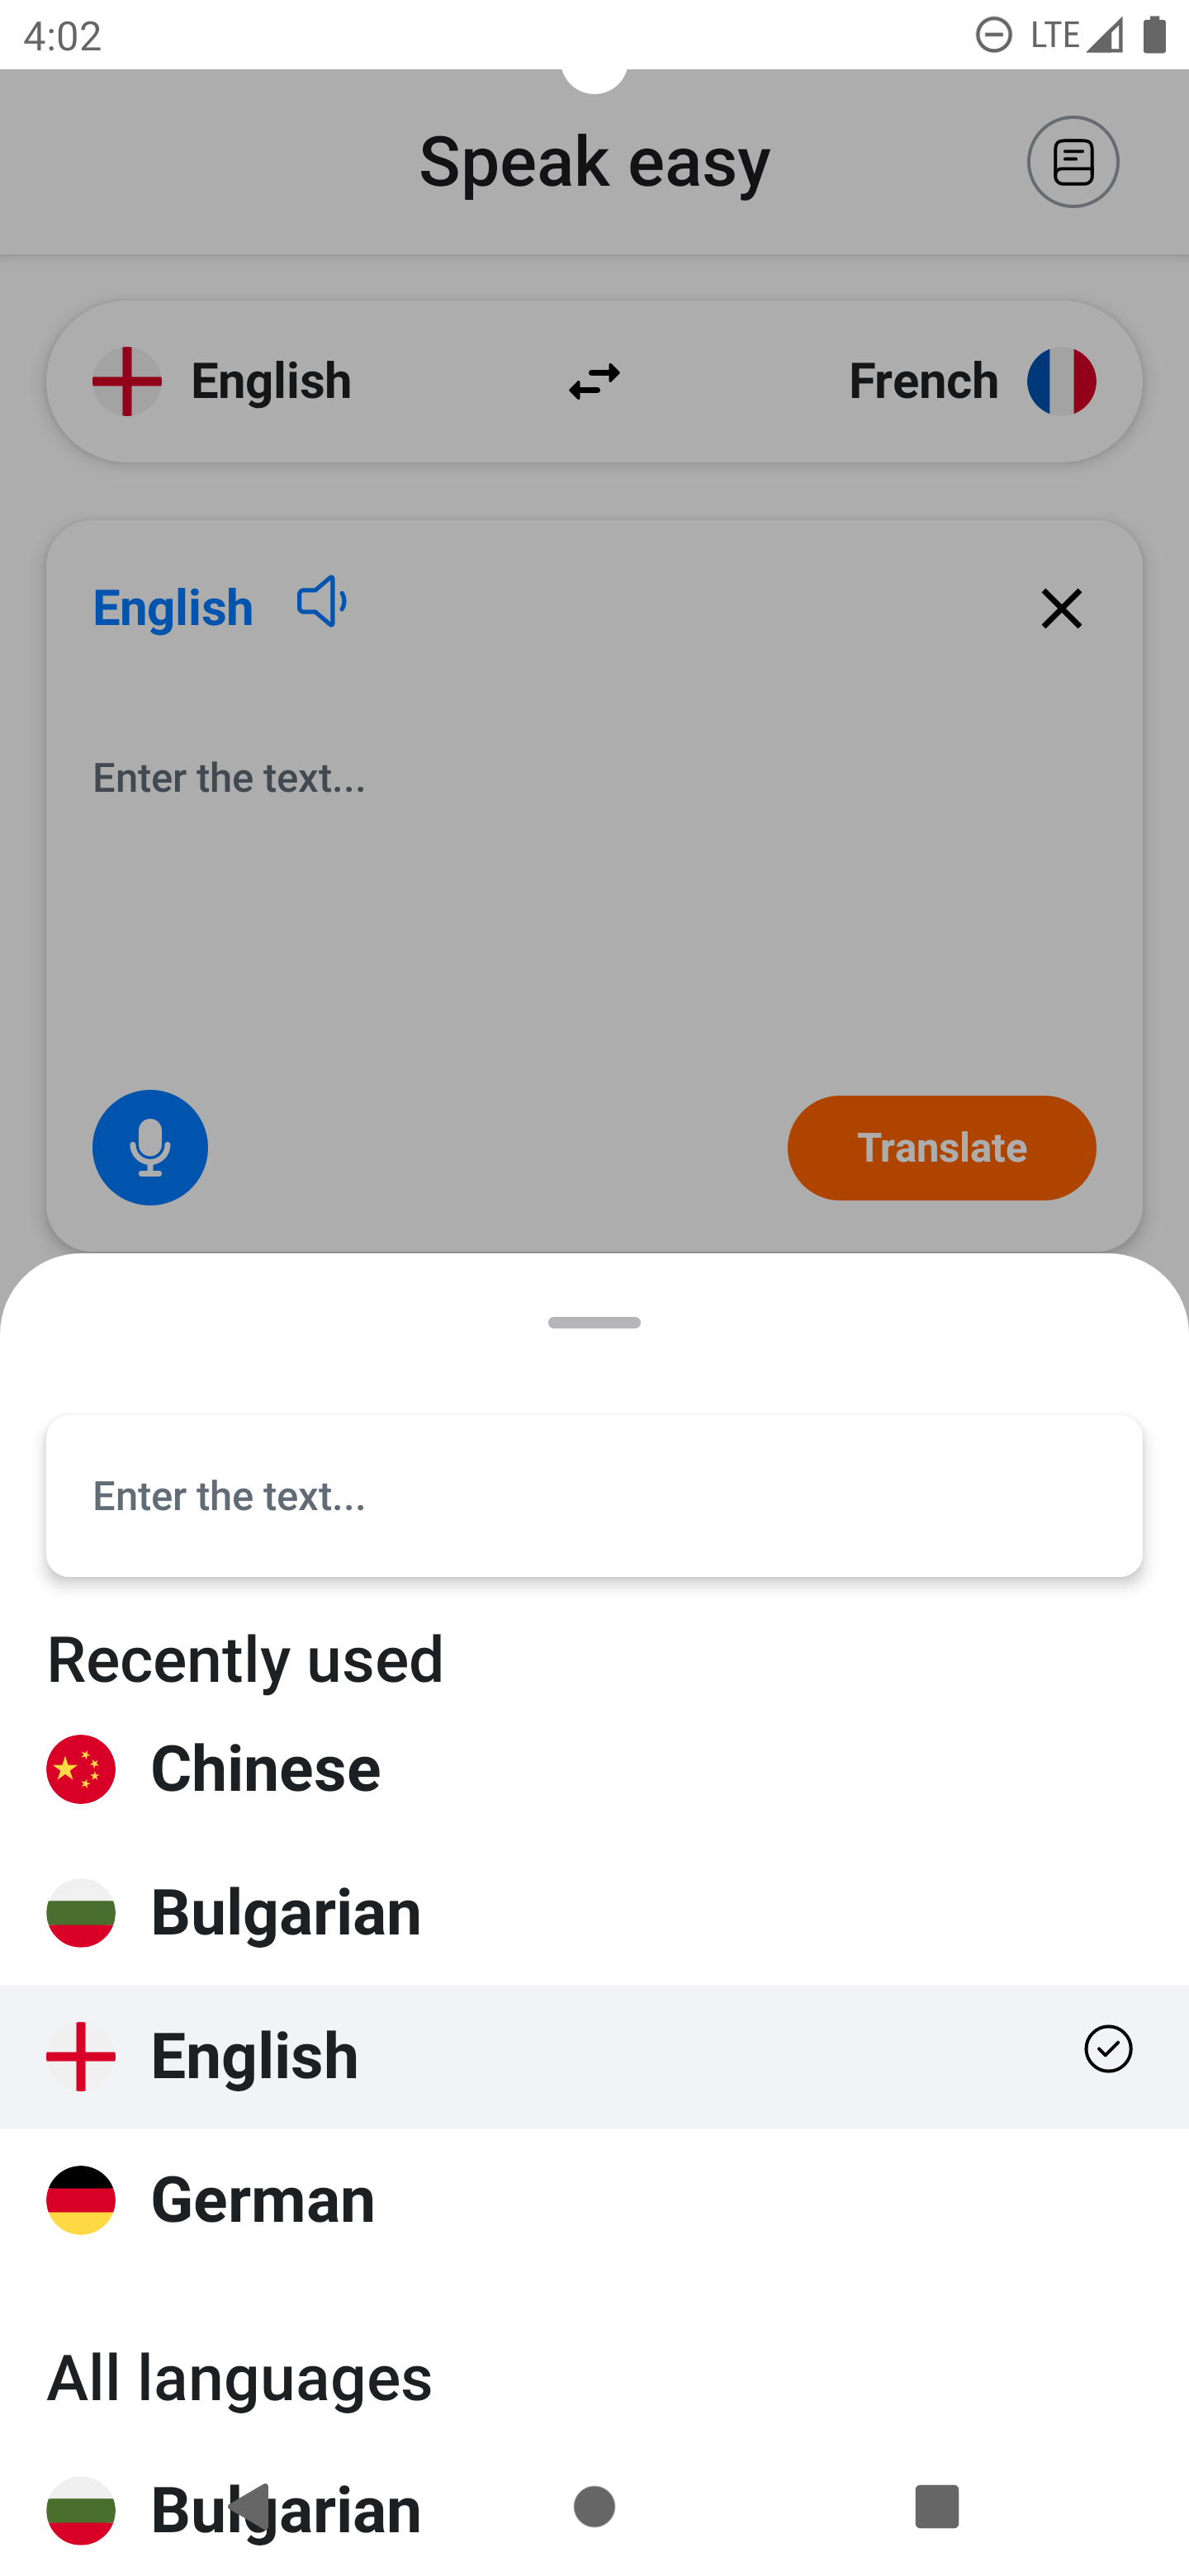 4:02
LTE
Speak easy
English
French
English
Enter the text...
Translate
Enter the text...
Recently used
Chinese
Bulgarian
English
German
All languages
Bulgarian